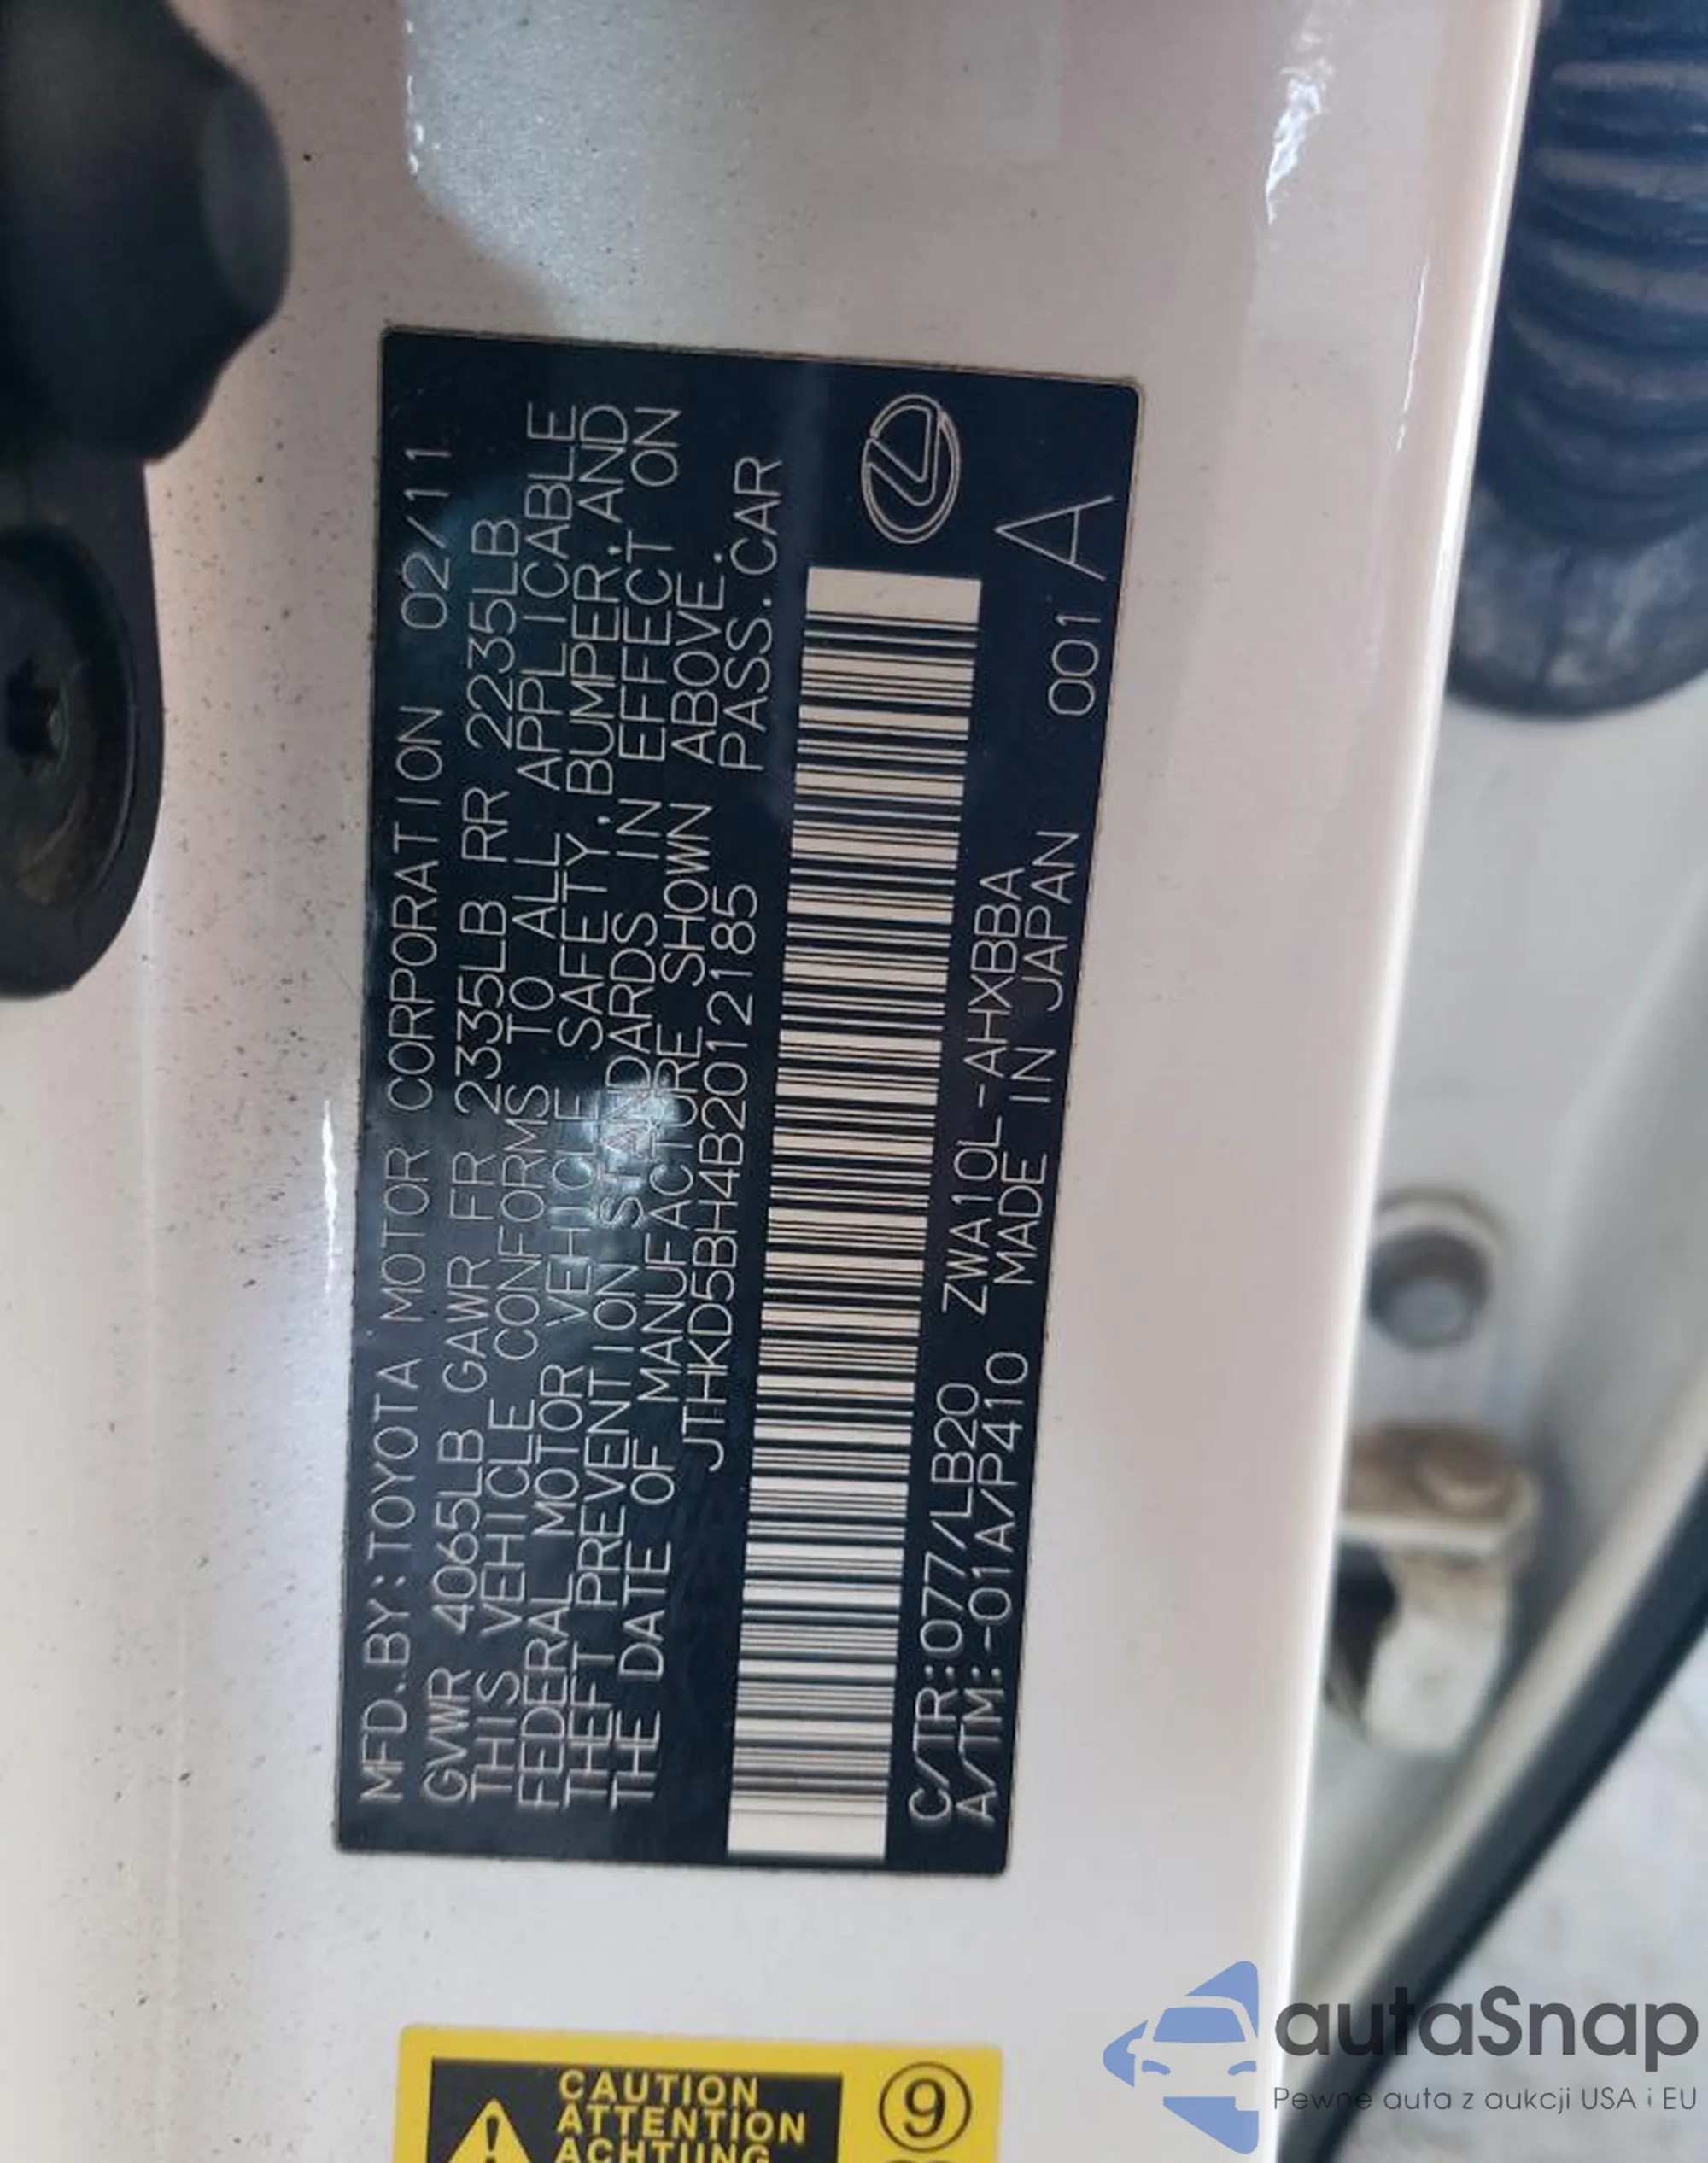 MFD.BY:TOYOTA MOTOR CORPORATION 02/11
GVWR 4065LB GAWR FR 2335LB RR 2235LB
THIS VEHICLE CONFORMS TO ALL APPLICABLE
FEDERAL MOTOR VEHICLE SAFETY,BUMPER,AND
THEFT PREVENTION STANDARDS IN EFFECT ON
THE DATE OF MANUFACTURE SHOWN ABOVE.
JTHKD5BH4B2012185 PASS.CAR
C/TR:077/LB20 ZWA10L-AHXBBA
A/TM:-01A/P410 MADE IN JAPAN 001 A
CAUTION
ATTENTION
ACHTUNG
9
autaSnap
Pewne auta z aukcji USA i EU